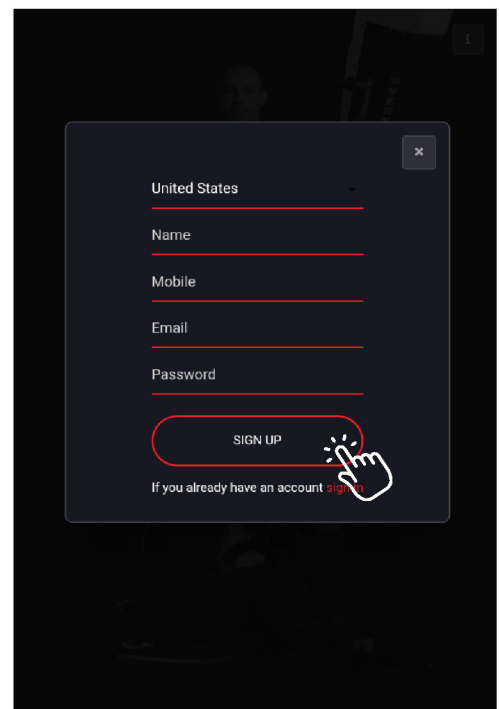 i
×
United States
Name
Mobile
Email
Password
SIGN UP
If you already have an account sign in